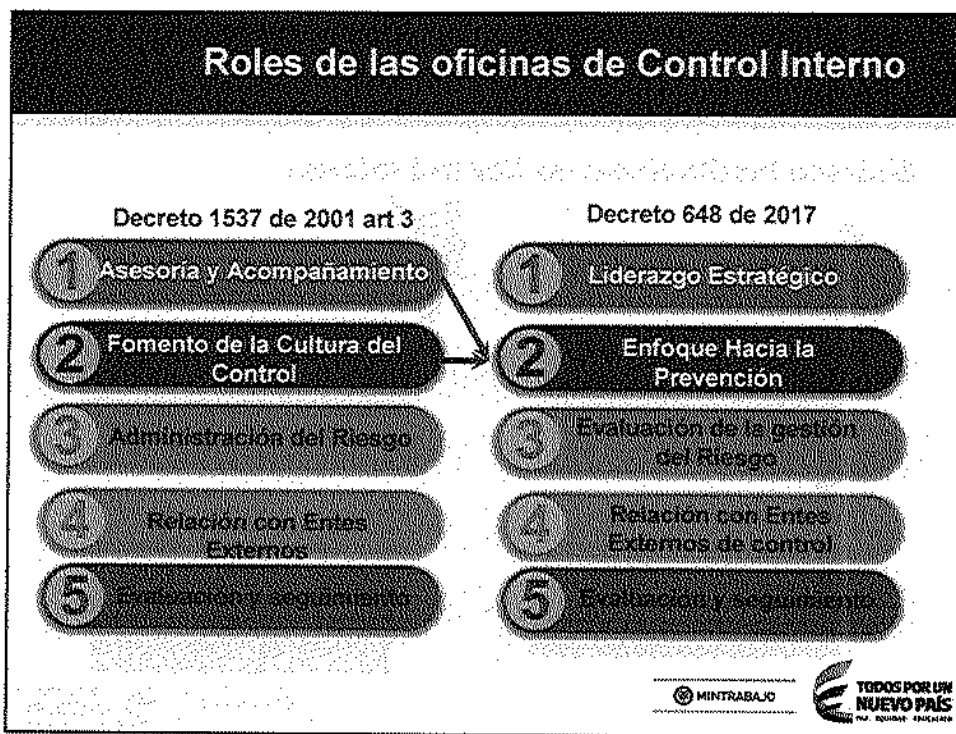 Roles de las oficinas de Control Interno
Decreto 1537 de 2001 art 3
1
Asesoría y Acompañamiento
2
Fomento de la Cultura del
Control
3
Administración del Riesgo
4
Relación con Entes
Externos
5
Evaluación y seguimiento
Decreto 648 de 2017
1
Liderazgo Estratégico
2
Enfoque Hacia la
Prevención
3
Evaluación de la gestión
del Riesgo
4
Relación con Entes
Externos de control
5
Evaluación y seguimiento
MINTRABAJO
TODOS POR UN
NUEVO PAÍS
PAZ EQUIDAD EDUCACIÓN